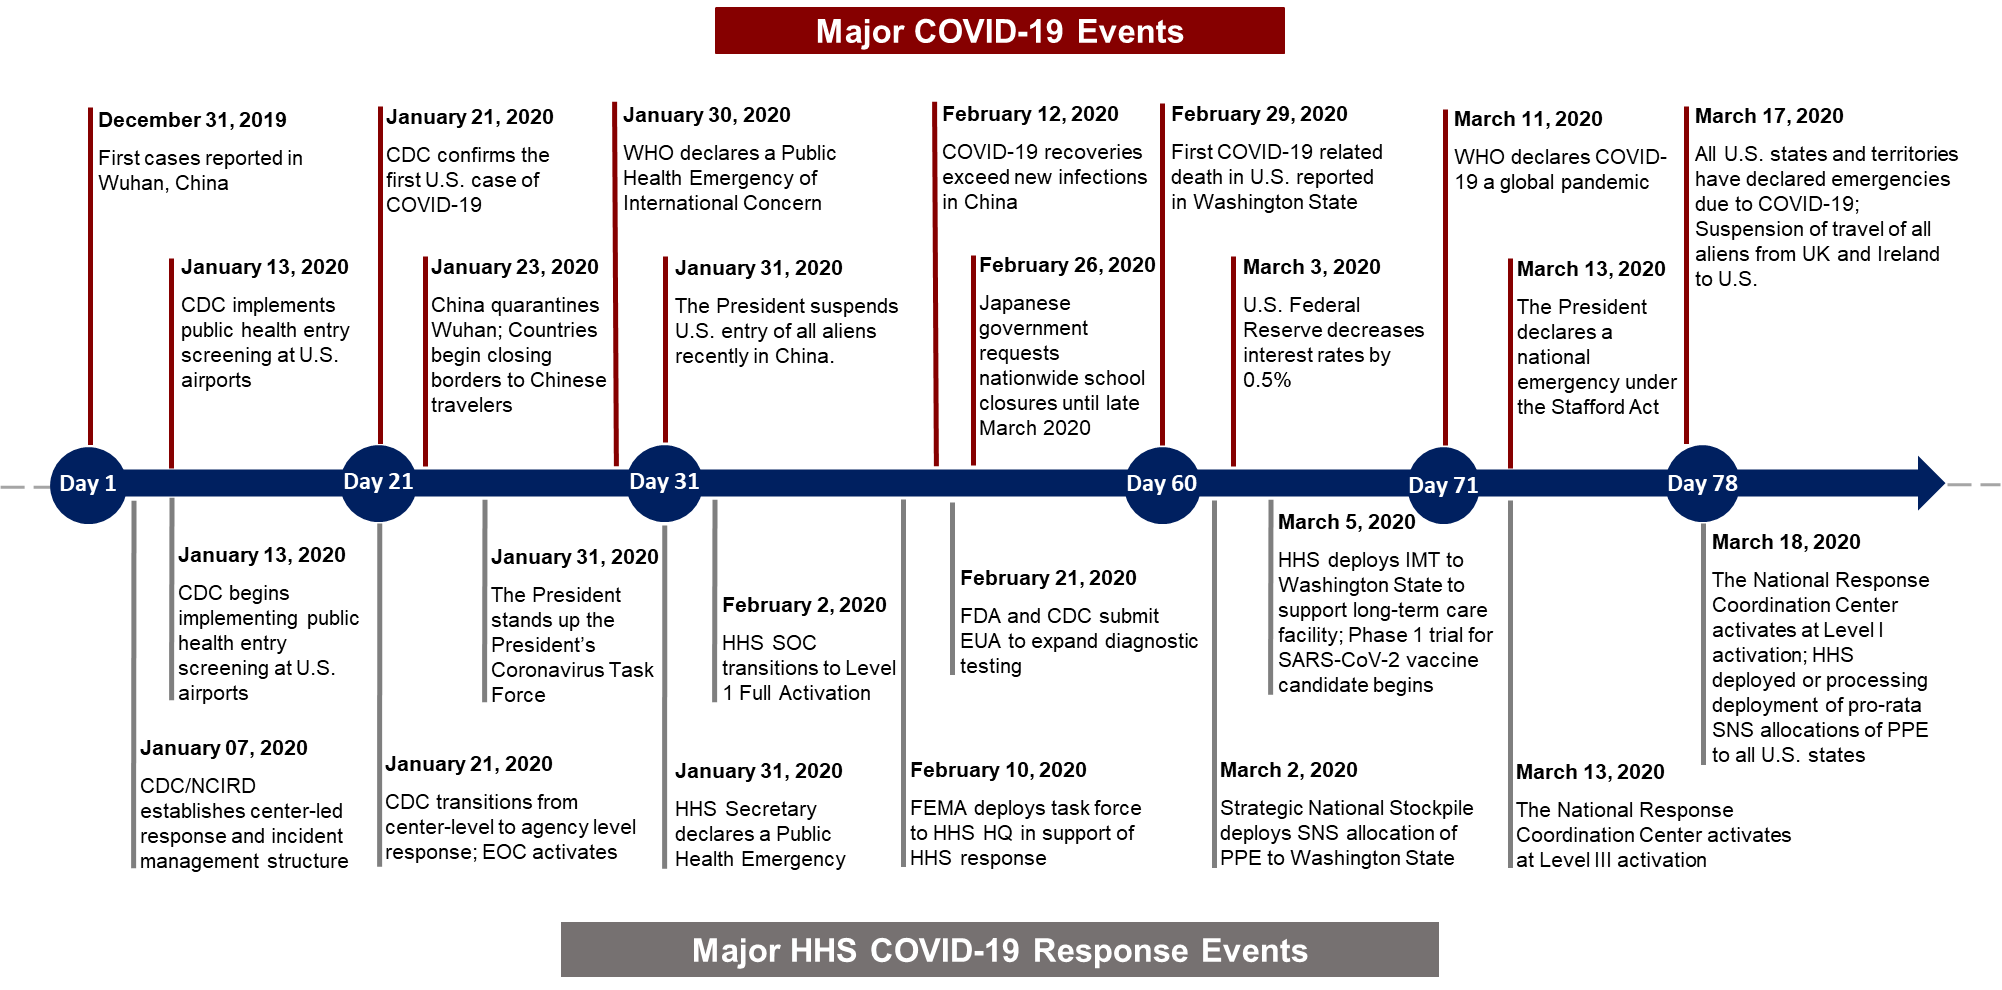 Major COVID-19 Events
December 31, 2019
First cases reported in
Wuhan, China
January 13, 2020
CDC implements
public health entry
screening at U.S.
airports
January 21, 2020
CDC confirms the
first U.S. case of
COVID-19
January 23, 2020
China quarantines
Wuhan; Countries
begin closing
borders to Chinese
travelers
January 30, 2020
WHO declares a Public
Health Emergency of
International Concern
January 31, 2020
The President suspends
U.S. entry of all aliens
recently in China.
February 12, 2020
COVID-19 recoveries
exceed new infections
in China
February 26, 2020
Japanese
government
requests
nationwide school
closures until late
March 2020
February 29, 2020
First COVID-19 related
death in U.S. reported
in Washington State
March 3, 2020
U.S. Federal
Reserve decreases
interest rates by
0.5%
March 11, 2020
WHO declares COVID-
19 a global pandemic
March 13, 2020
The President
declares a
national
emergency under
the Stafford Act
March 17, 2020
All U.S. states and territories
have declared emergencies
due to COVID-19;
Suspension of travel of all
aliens from UK and Ireland
to U.S.
Day 1
Day 21
Day 31
Day 60
Day 71
Day 78
January 07, 2020
CDC/NCIRD
establishes center-led
response and incident
management structure
January 13, 2020
CDC begins
implementing public
health entry
screening at U.S.
airports
January 21, 2020
CDC transitions from
center-level to agency level
response; EOC activates
January 31, 2020
The President
stands up the
President’s
Coronavirus Task
Force
January 31, 2020
HHS Secretary
declares a Public
Health Emergency
February 2, 2020
HHS SOC
transitions to Level
1 Full Activation
February 10, 2020
FEMA deploys task force
to HHS HQ in support of
HHS response
February 21, 2020
FDA and CDC submit
EUA to expand diagnostic
testing
March 2, 2020
Strategic National Stockpile
deploys SNS allocation of
PPE to Washington State
March 5, 2020
HHS deploys IMT to
Washington State to
support long-term care
facility; Phase 1 trial for
SARS-CoV-2 vaccine
candidate begins
March 13, 2020
The National Response
Coordination Center activates
at Level III activation
March 18, 2020
The National Response
Coordination Center
activates at Level I
activation; HHS
deployed or processing
deployment of pro-rata
SNS allocations of PPE
to all U.S. states
Major HHS COVID-19 Response Events